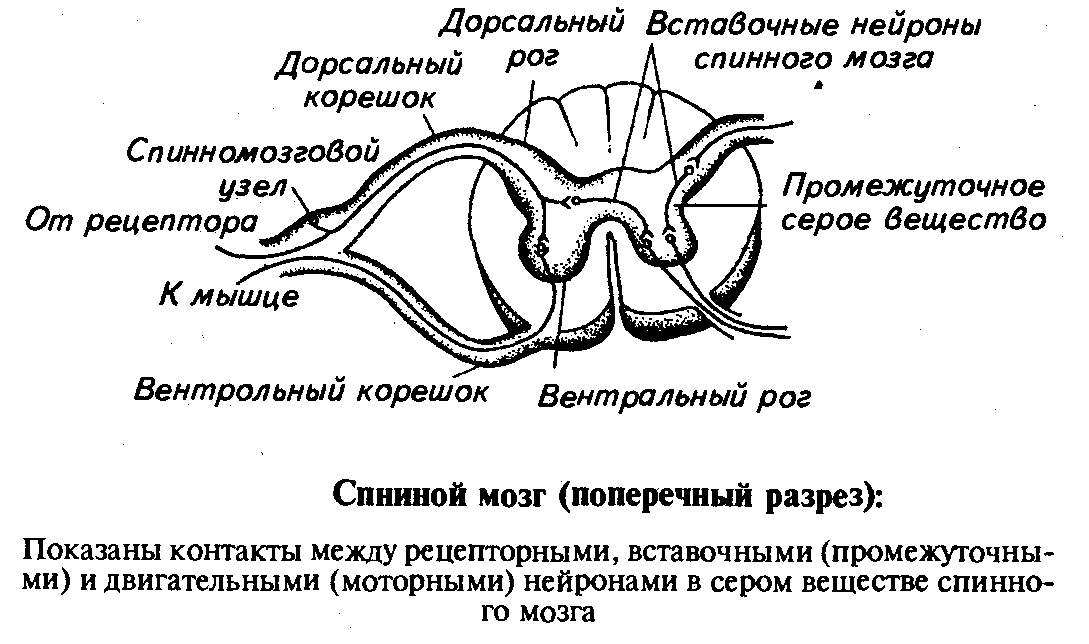 Дорсальный
рог
Вставочные нейроны
спинного мозга
Дорсальный
корешок
Спинномозговой
узел
От рецептора
Промежуточное
серое вещество
К мышце
Вентрольный корешок
Вентральный рог
Спниной мозг (поперечный разрез):
Показаны контакты между рецепторными, вставочными (промежуточны-
ми) и двигательными (моторными) нейронами в сером веществе спинно-
го мозга